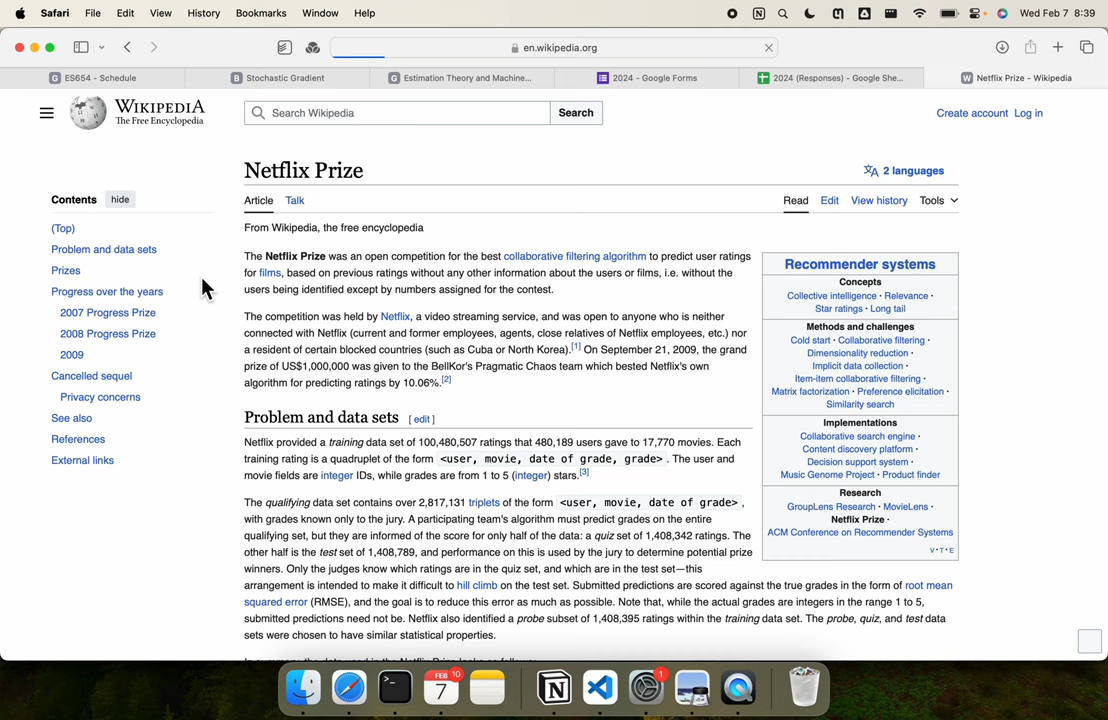 Safari File Edit View History Bookmarks Window Help Wed Feb 7 8:39
en.wikipedia.org
ES654 - Schedule
Stochastic Gradient
Estimation Theory and Machine...
2024 - Google Forms
2024 (Responses) - Google She...
Netflix Prize - Wikipedia
WIKIPEDIA
The Free Encyclopedia
Search Wikipedia Search
Create account Log in
Contents hide
(Top)
Problem and data sets
Prizes
Progress over the years
2007 Progress Prize
2008 Progress Prize
2009
Cancelled sequel
Privacy concerns
See also
References
External links
Netflix Prize
2 languages
Article Talk Read Edit View history Tools
From Wikipedia, the free encyclopedia
The Netflix Prize was an open competition for the best collaborative filtering algorithm to predict user ratings
for films, based on previous ratings without any other information about the users or films, i.e. without the
users being identified except by numbers assigned for the contest.
The competition was held by Netflix, a video streaming service, and was open to anyone who is neither
connected with Netflix (current and former employees, agents, close relatives of Netflix employees, etc.) nor
a resident of certain blocked countries (such as Cuba or North Korea).[1] On September 21, 2009, the grand
prize of US$1,000,000 was given to the BellKor's Pragmatic Chaos team which bested Netflix's own
algorithm for predicting ratings by 10.06%.[2]
Problem and data sets [ edit ]
Netflix provided a training data set of 100,480,507 ratings that 480,189 users gave to 17,770 movies. Each
training rating is a quadruplet of the form <user, movie, date of grade, grade>. The user and
movie fields are integer IDs, while grades are from 1 to 5 (integer) stars.[3]
The qualifying data set contains over 2,817,131 triplets of the form <user, movie, date of grade>,
with grades known only to the jury. A participating team's algorithm must predict grades on the entire
qualifying set, but they are informed of the score for only half of the data: a quiz set of 1,408,342 ratings. The
other half is the test set of 1,408,789, and performance on this is used by the jury to determine potential prize
winners. Only the judges know which ratings are in the quiz set, and which are in the test set—this
arrangement is intended to make it difficult to hill climb on the test set. Submitted predictions are scored against the true grades in the form of root mean
squared error (RMSE), and the goal is to reduce this error as much as possible. Note that, while the actual grades are integers in the range 1 to 5,
submitted predictions need not be. Netflix also identified a probe subset of 1,408,395 ratings within the training data set. The probe, quiz, and test data
sets were chosen to have similar statistical properties.
Recommender systems
Concepts
Collective intelligence · Relevance ·
Star ratings · Long tail
Methods and challenges
Cold start · Collaborative filtering ·
Dimensionality reduction ·
Implicit data collection ·
Item-item collaborative filtering ·
Matrix factorization · Preference elicitation ·
Similarity search
Implementations
Collaborative search engine ·
Content discovery platform ·
Decision support system ·
Music Genome Project · Product finder
Research
GroupLens Research · MovieLens ·
Netflix Prize ·
ACM Conference on Recommender Systems
V·T·E
FEB 10
7
1